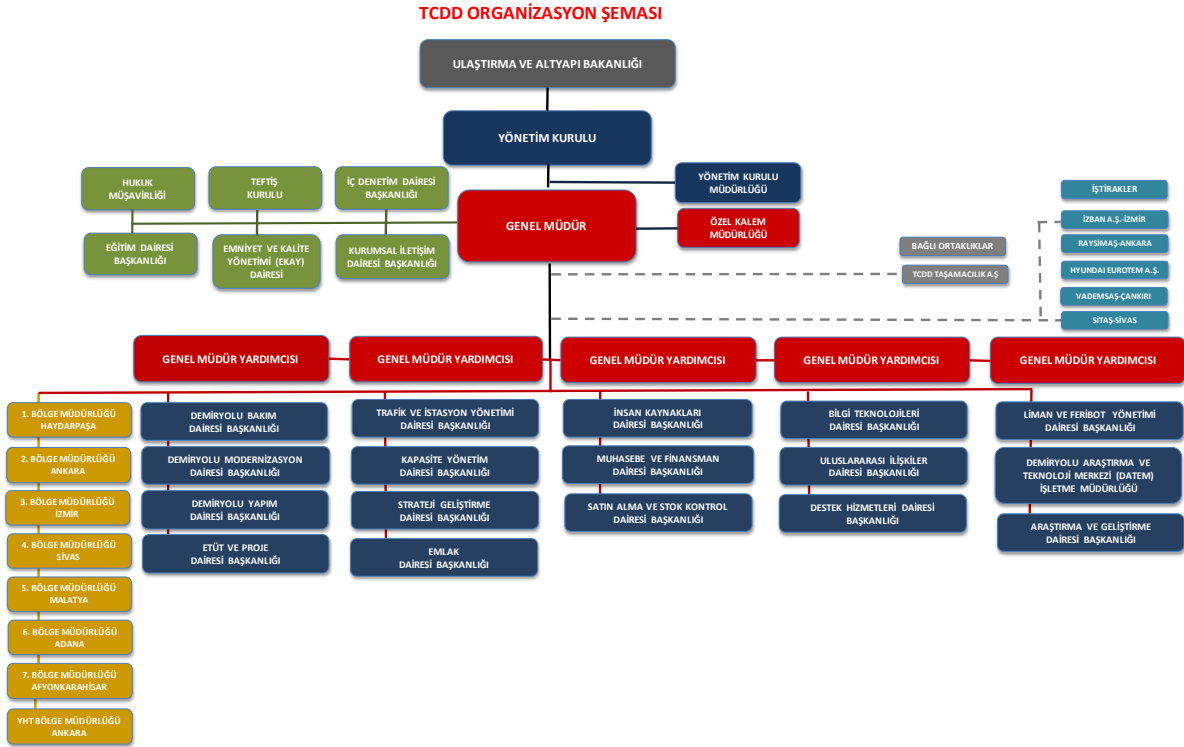 TCDD ORGANİZASYON ŞEMASI
ULAŞTIRMA VE ALTYAPI BAKANLIĞI
YÖNETİM KURULU
HUKUK
MÜŞAVİRLİĞİ
TEFTİŞ
KURULU
İÇ DENETİM DAİRESİ
BAŞKANLIĞI
YÖNETİM KURULU
MÜDÜRLÜĞÜ
GENEL MÜDÜR
ÖZEL KALEM
MÜDÜRLÜĞÜ
EĞİTİM DAİRESİ
BAŞKANLIĞI
EMNİYET VE KALİTE
YÖNETİMİ (EKAY)
DAİRESİ
KURUMSAL İLETİŞİM
DAİRESİ BAŞKANLIĞI
BAĞLI ORTAKLIKLAR
TCDD TAŞAMACILIK A.Ş
İŞTİRAKLER
İZBAN A.Ş.-İZMİR
RAYSİMAŞ-ANKARA
HYUNDAI EUROTEM A.Ş.
VADEMSAŞ-ÇANKIRI
SİTAŞ-SİVAS
GENEL MÜDÜR YARDIMCISI
GENEL MÜDÜR YARDIMCISI
GENEL MÜDÜR YARDIMCISI
GENEL MÜDÜR YARDIMCISI
GENEL MÜDÜR YARDIMCISI
1. BÖLGE MÜDÜRLÜĞÜ
HAYDARPAŞA
2. BÖLGE MÜDÜRLÜĞÜ
ANKARA
3. BÖLGE MÜDÜRLÜĞÜ
İZMİR
4. BÖLGE MÜDÜRLÜĞÜ
SİVAS
5. BÖLGE MÜDÜRLÜĞÜ
MALATYA
6. BÖLGE MÜDÜRLÜĞÜ
ADANA
7. BÖLGE MÜDÜRLÜĞÜ
AFYONKARAHİSAR
YHT BÖLGE MÜDÜRLÜĞÜ
ANKARA
DEMİRYOLU BAKIM
DAİRESİ BAŞKANLIĞI
DEMİRYOLU MODERNİZASYON
DAİRESİ BAŞKANLIĞI
DEMİRYOLU YAPIM
DAİRESİ BAŞKANLIĞI
ETÜT VE PROJE
DAİRESİ BAŞKANLIĞI
TRAFİK VE İSTASYON YÖNETİMİ
DAİRESİ BAŞKANLIĞI
KAPASİTE YÖNETİM
DAİRESİ BAŞKANLIĞI
STRATEJİ GELİŞTİRME
DAİRESİ BAŞKANLIĞI
EMLAK
DAİRESİ BAŞKANLIĞI
İNSAN KAYNAKLARI
DAİRESİ BAŞKANLIĞI
MUHASEBE VE FİNANSMAN
DAİRESİ BAŞKANLIĞI
SATIN ALMA VE STOK KONTROL
DAİRESİ BAŞKANLIĞI
BİLGİ TEKNOLOJİLERİ
DAİRESİ BAŞKANLIĞI
ULUSLARARASI İLİŞKİLER
DAİRESİ BAŞKANLIĞI
DESTEK HİZMETLERİ DAİRESİ
BAŞKANLIĞI
LİMAN VE FERİBOT YÖNETİMİ
DAİRESİ BAŞKANLIĞI
DEMİRYOLU ARAŞTIRMA VE
TEKNOLOJİ MERKEZİ (DATEM)
İŞLETME MÜDÜRLÜĞÜ
ARAŞTIRMA VE GELİŞTİRME
DAİRESİ BAŞKANLIĞI